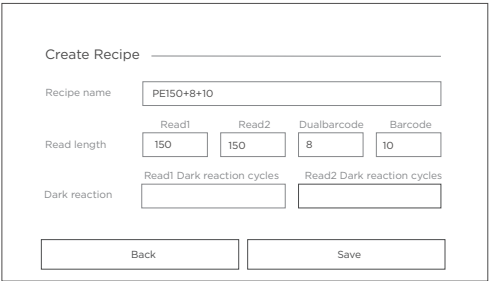 Create Recipe
Recipe name PE150+8+10
Read1 Read2 Dualbarcode Barcode
Read length 150 150 8 10
Read1 Dark reaction cycles Read2 Dark reaction cycles
Dark reaction
Back Save